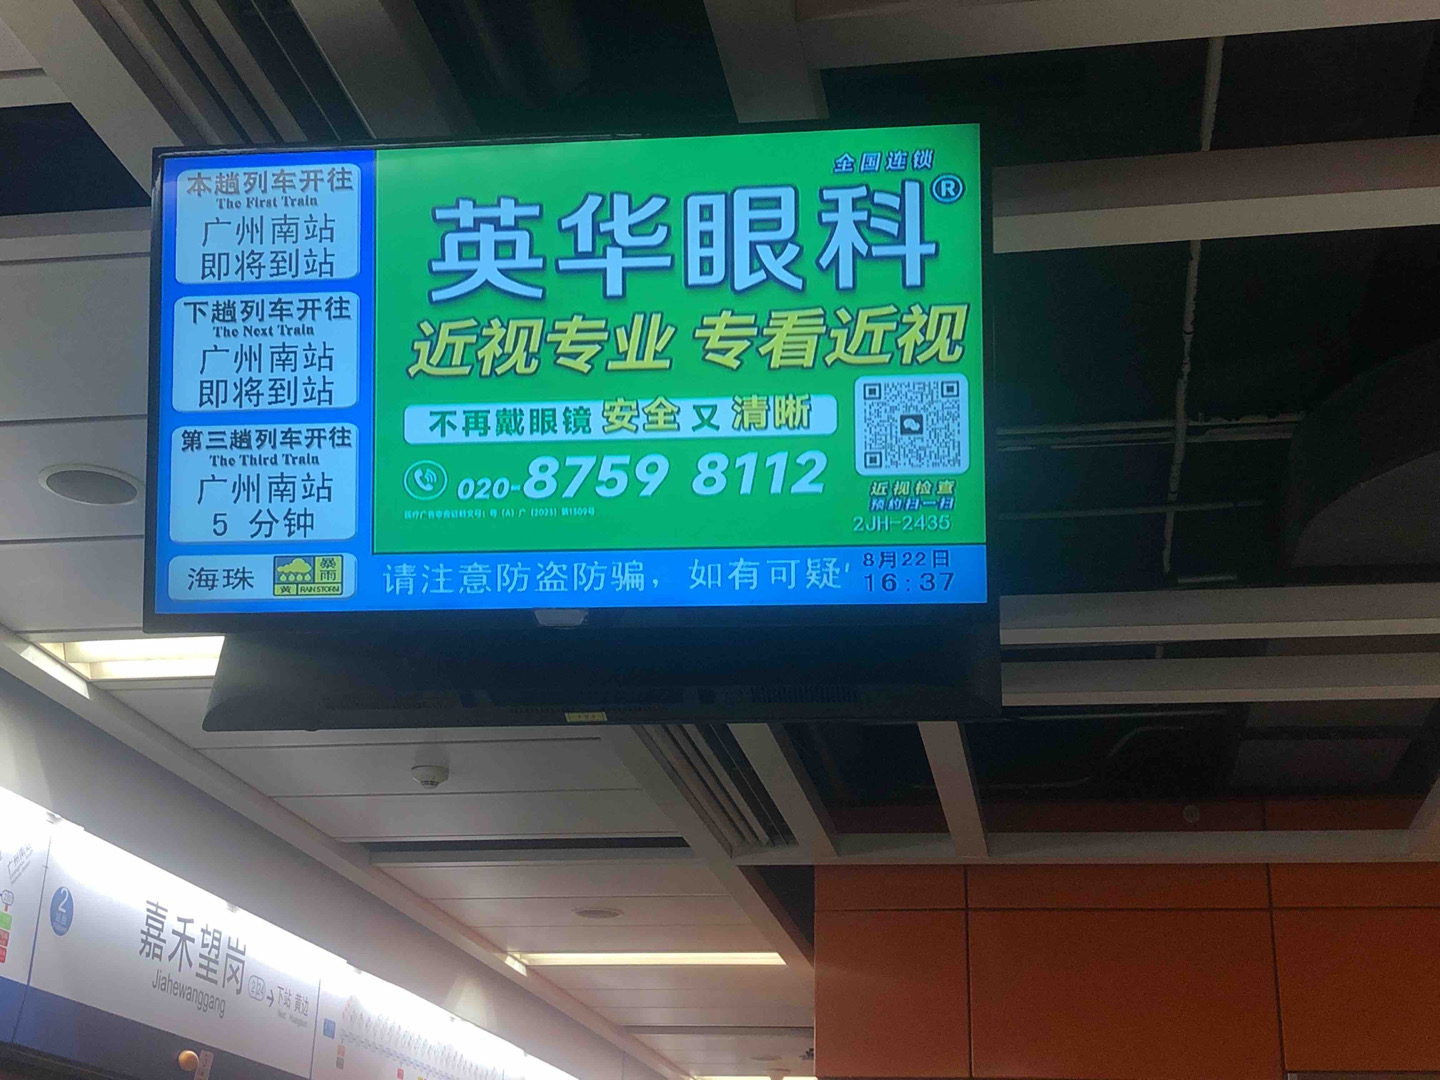 本趟列车开往
The First Train
广州南站
即将到站
下趟列车开往
The Next Train
广州南站
即将到站
第三趟列车开往
The Third Train
广州南站
5 分钟
海珠
暴雨
黄 RAIN STORM
全国连锁
英华眼科®
近视专业 专看近视
不再戴眼镜 安全 又 清晰
020-8759 8112
近视检查
预约扫一扫
2JH-2435
请注意防盗防骗，如有可疑
8月22日
16:37
2
嘉禾望岗
Jiahewanggang
下站 黄边